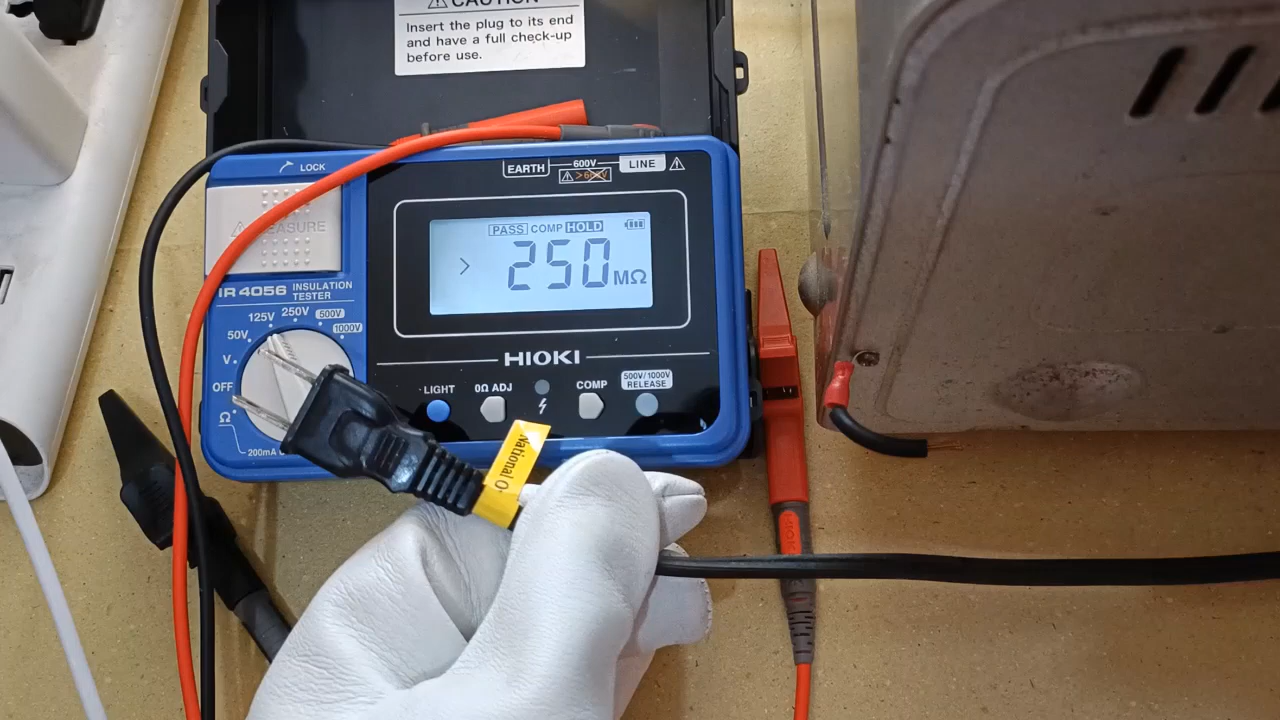 CAUTION
Insert the plug to its end
and have a full check-up
before use.
LOCK
EARTH
600V
LINE
MEASURE
PASS COMP HOLD
> 250 MΩ
IR 4056 INSULATION
TESTER
50V
125V
250V
500V
1000V
V
OFF
Ω
200mA
HIOKI
LIGHT
0Ω ADJ
COMP
500V/1000V
RELEASE
National